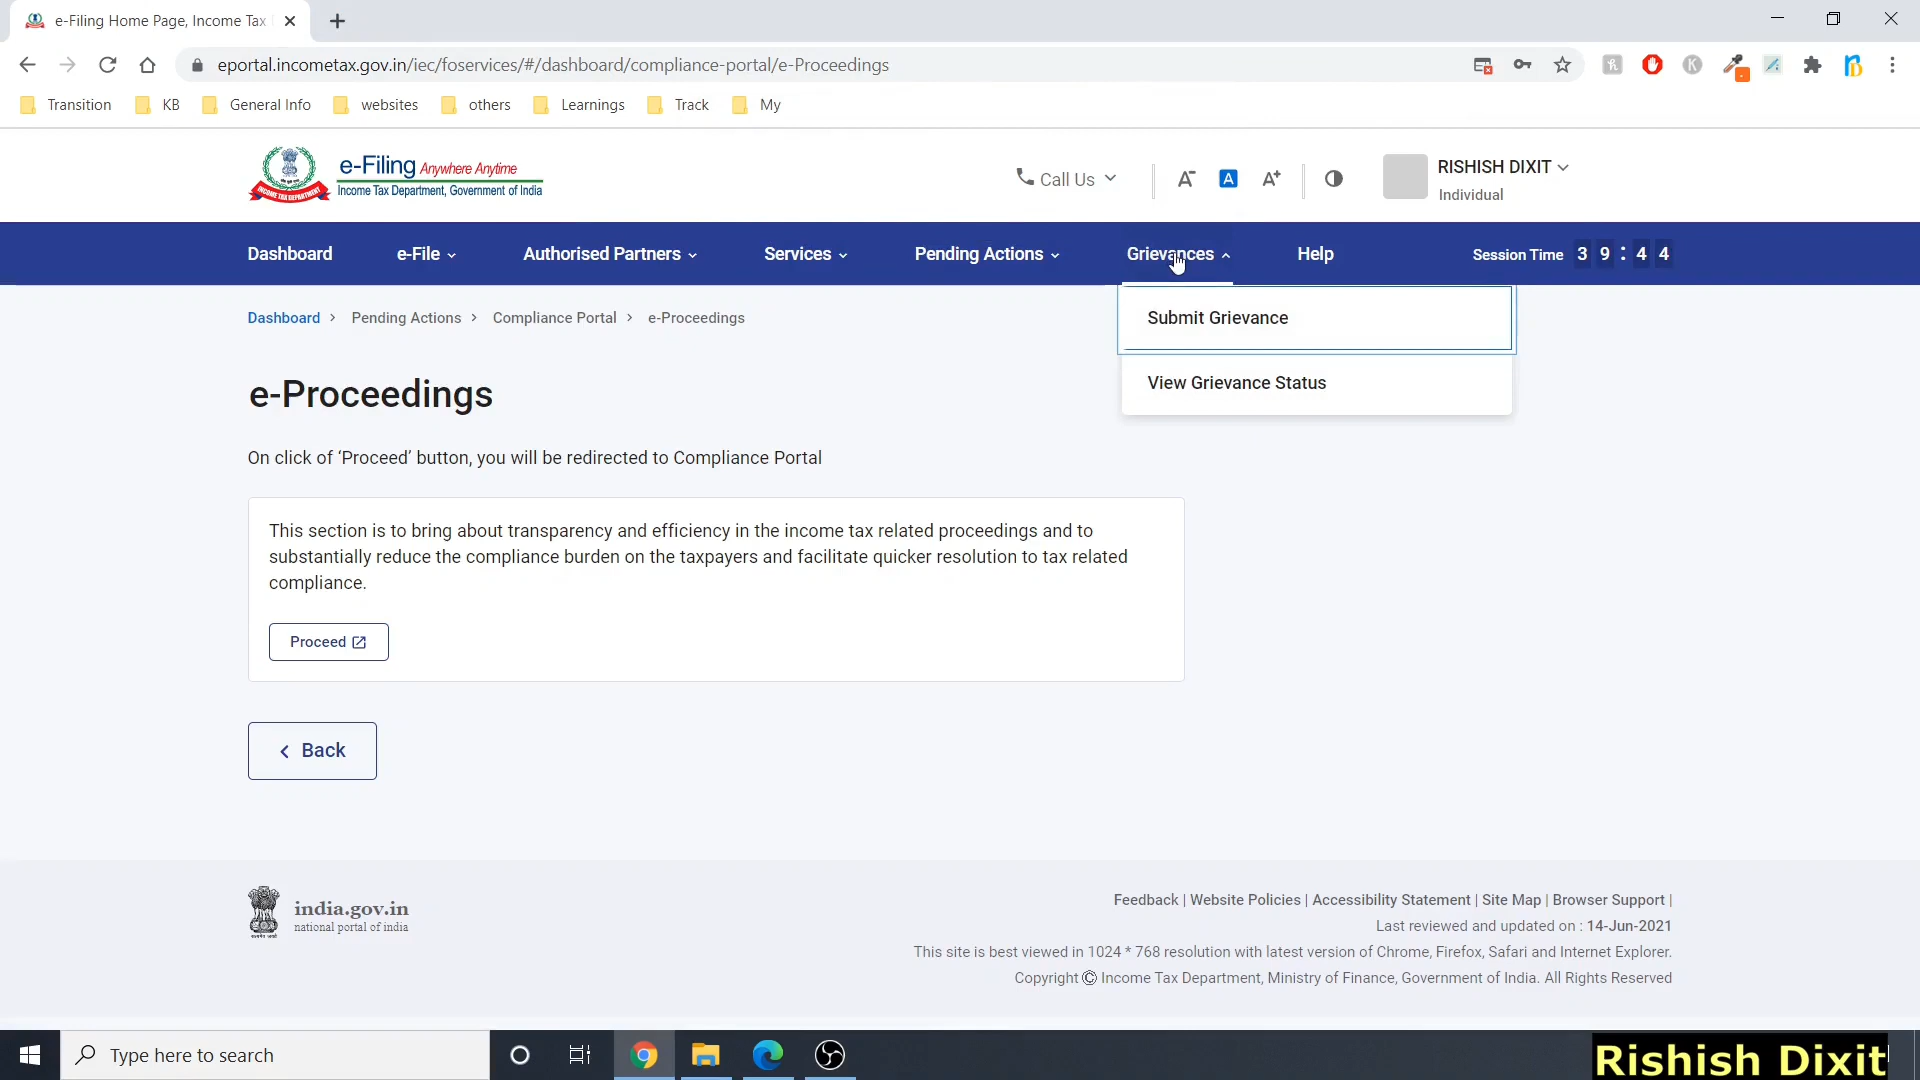 e-Filing Home Page, Income Tax
eportal.incometax.gov.in/iec/foservices/#/dashboard/compliance-portal/e-Proceedings
Transition KB General Info websites others Learnings Track My
e-Filing Anywhere Anytime
Income Tax Department, Government of India
Call Us
A- A A+
RISHISH DIXIT
Individual
Dashboard e-File Authorised Partners Services Pending Actions Grievances Help Session Time 39:44
Dashboard > Pending Actions > Compliance Portal > e-Proceedings
Submit Grievance
View Grievance Status
e-Proceedings
On click of ‘Proceed’ button, you will be redirected to Compliance Portal
This section is to bring about transparency and efficiency in the income tax related proceedings and to
substantially reduce the compliance burden on the taxpayers and facilitate quicker resolution to tax related
compliance.
Proceed
< Back
india.gov.in
national portal of india
Feedback | Website Policies | Accessibility Statement | Site Map | Browser Support |
Last reviewed and updated on : 14-Jun-2021
This site is best viewed in 1024 * 768 resolution with latest version of Chrome, Firefox, Safari and Internet Explorer.
Copyright © Income Tax Department, Ministry of Finance, Government of India. All Rights Reserved
Type here to search
Rishish Dixit